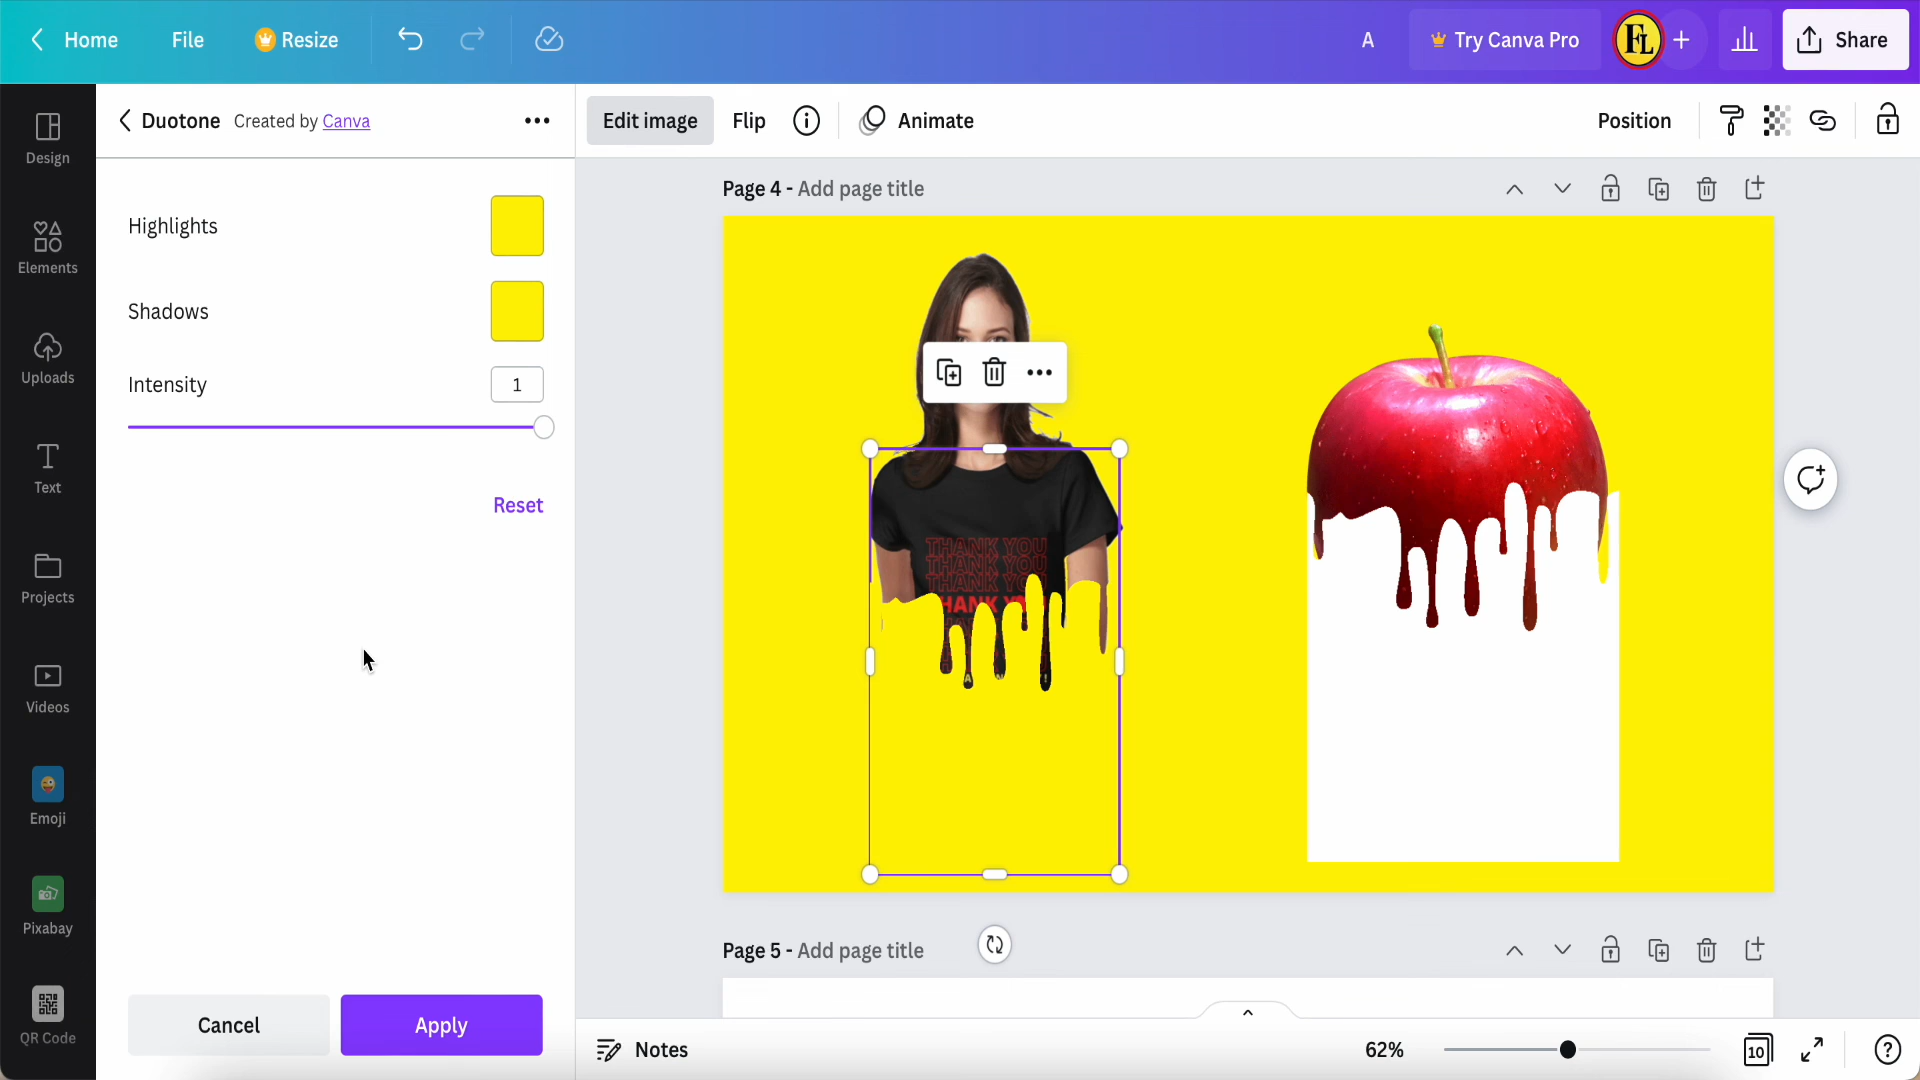 Home File Resize A Try Canva Pro FL Share
Duotone Created by Canva
Edit image Flip Animate Position
Design
Elements
Uploads
Text
Projects
Videos
Emoji
Pixabay
QR Code
Highlights
Shadows
Intensity 1
Reset
Cancel Apply
Page 4 - Add page title
THANK YOU
THANK YOU
THANK YOU
Page 5 - Add page title
Notes 62% 10